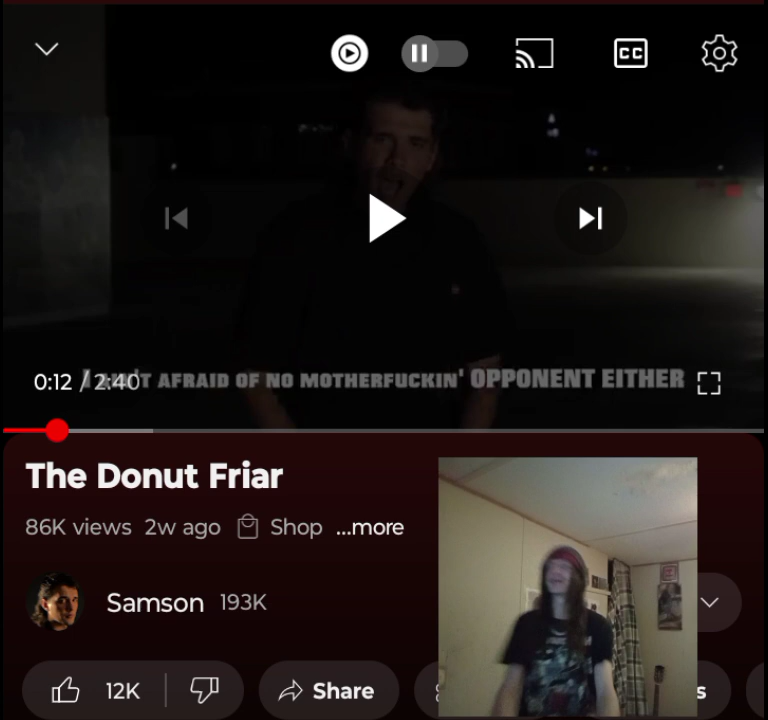 CC
0:12 / 2:40
T AFRAID OF NO MOTHERFUCKIN' OPPONENT EITHER
The Donut Friar
86K views 2w ago Shop ...more
Samson 193K
12K Share s